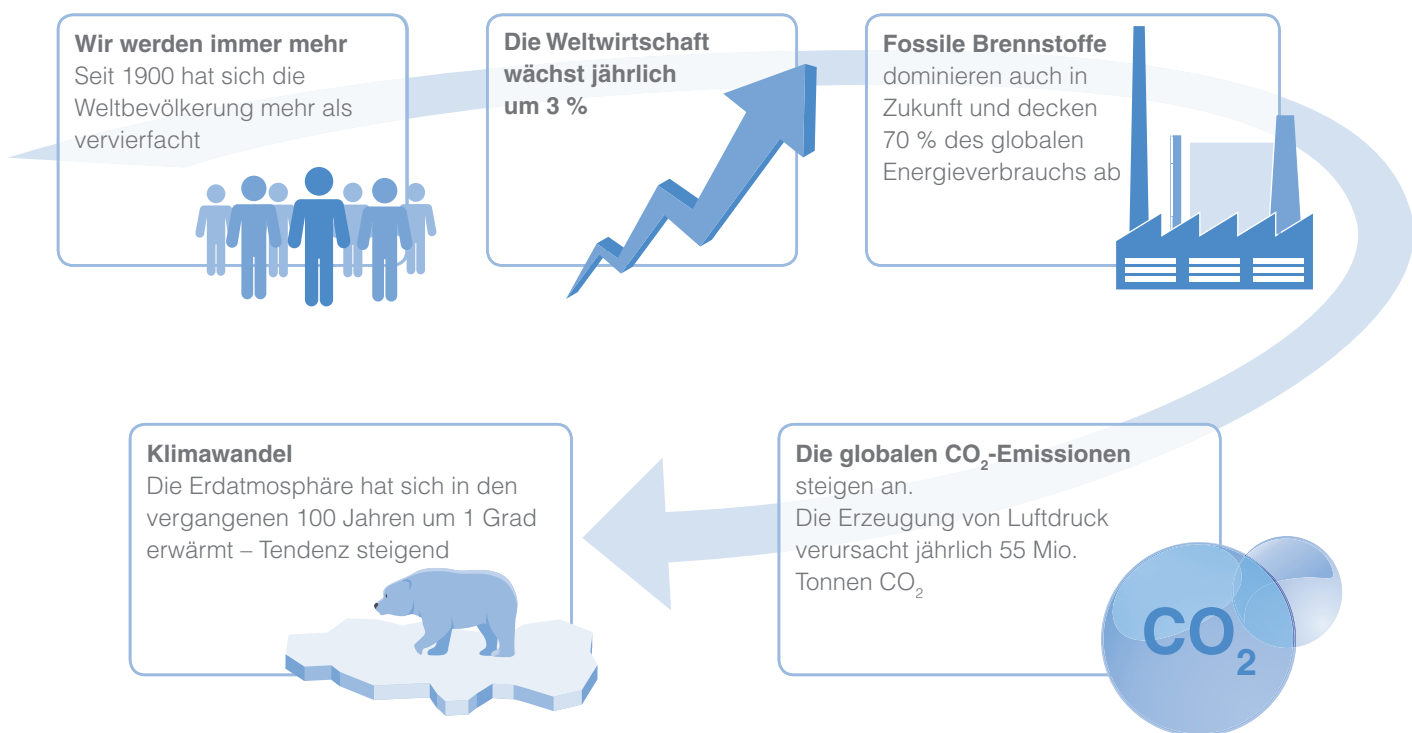 Wir werden immer mehr
Seit 1900 hat sich die
Weltbevölkerung mehr als
vervierfacht
Die Weltwirtschaft
wächst jährlich
um 3 %
Fossile Brennstoffe
dominieren auch in
Zukunft und decken
70 % des globalen
Energieverbrauchs ab
Klimawandel
Die Erdatmosphäre hat sich in den
vergangenen 100 Jahren um 1 Grad
erwärmt – Tendenz steigend
Die globalen CO₂-Emissionen
steigen an.
Die Erzeugung von Luftdruck
verursacht jährlich 55 Mio.
Tonnen CO₂
CO₂